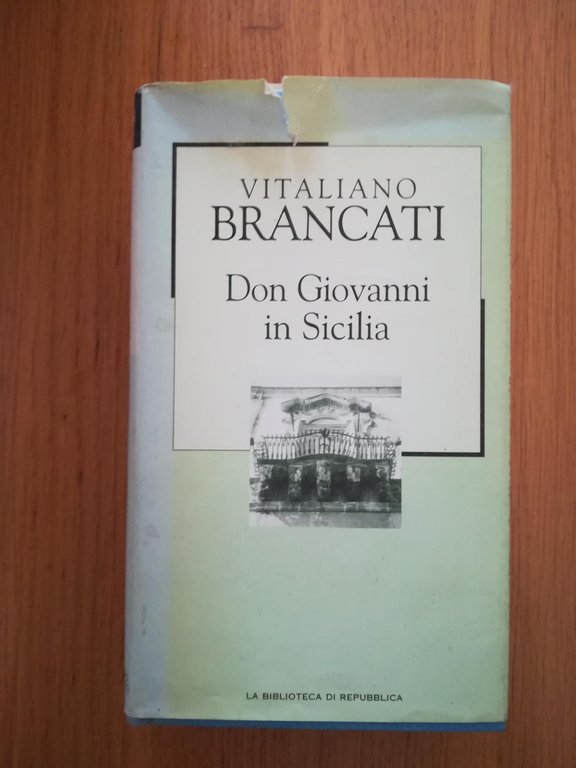 VITALIANO
BRANCATI
Don Giovanni
in Sicilia
LA BIBLIOTECA DI REPUBBLICA